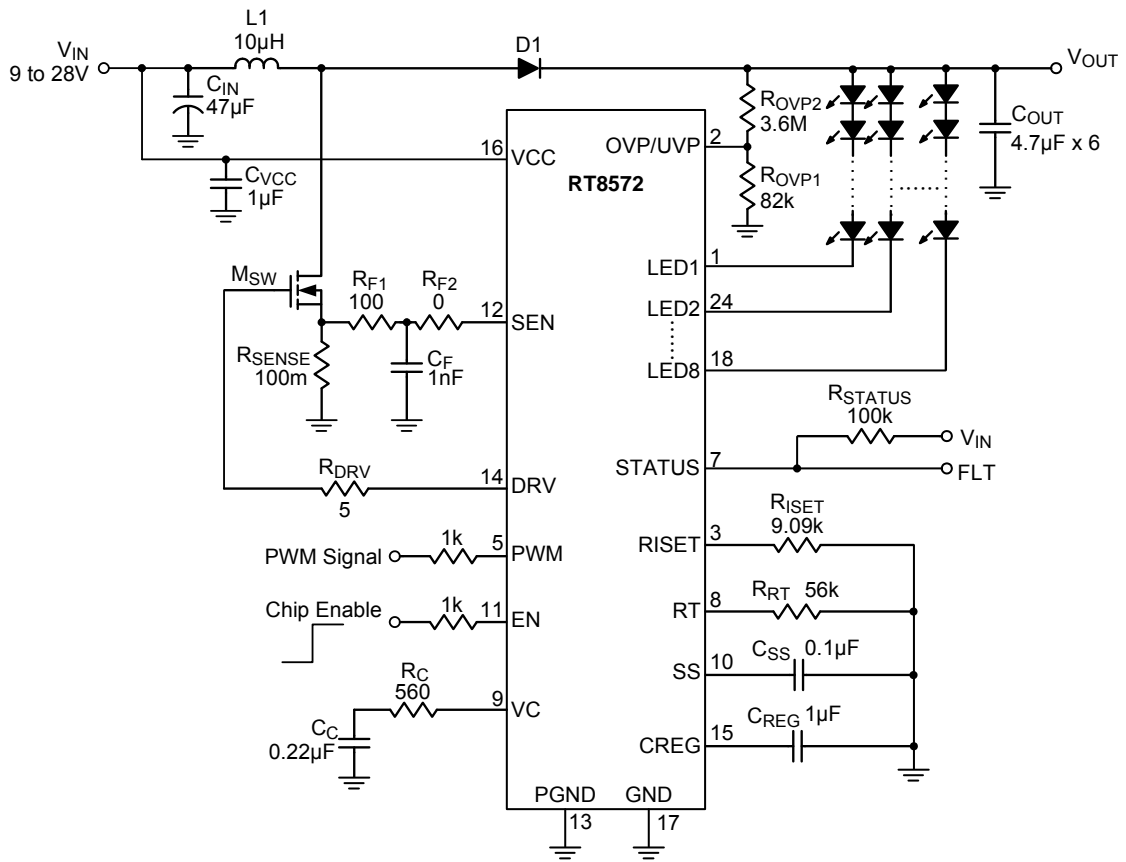 L1
10µH
VIN
9 to 28V
CIN
47µF
D1
VOUT
ROVP2
3.6M
COUT
4.7µF x 6
16 VCC
OVP/UVP 2
CVCC
1µF
RT8572
ROVP1
82k
LED1 1
MSW
RF1
100
RF2
0
LED2 24
12 SEN
RSENSE
100m
CF
1nF
LED8 18
RSTATUS
100k
VIN
STATUS 7
FLT
RDRV
5
14 DRV
RISET
9.09k
RISET 3
PWM Signal
1k
5 PWM
RT 8
RRT 56k
Chip Enable
1k
11 EN
SS 10
CSS 0.1µF
RC
560
9 VC
CC
0.22µF
CREG 15
CREG 1µF
PGND
GND
13
17